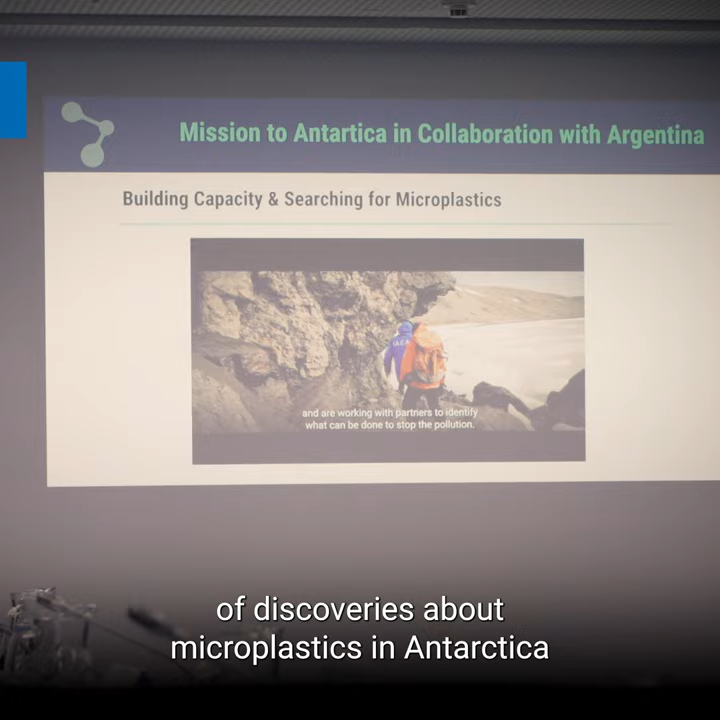 Mission to Antartica in Collaboration with Argentina
Building Capacity & Searching for Microplastics
IAEA
and are working with partners to identify
what can be done to stop the pollution.
of discoveries about
microplastics in Antarctica